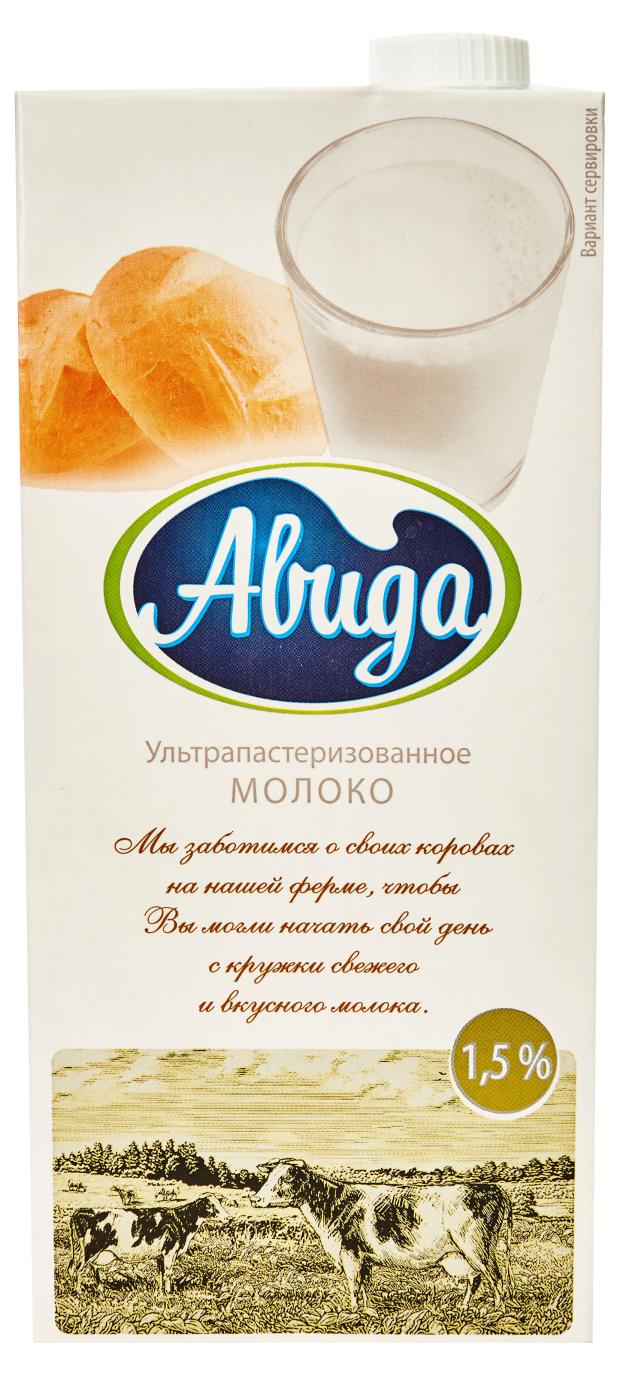 Вариант сервировки
Авида
Ультрапастеризованное
МОЛОКО
Мы заботимся о своих коровах
на нашей ферме, чтобы
Вы могли начать свой день
с кружки свежего
и вкусного молока.
1,5 %